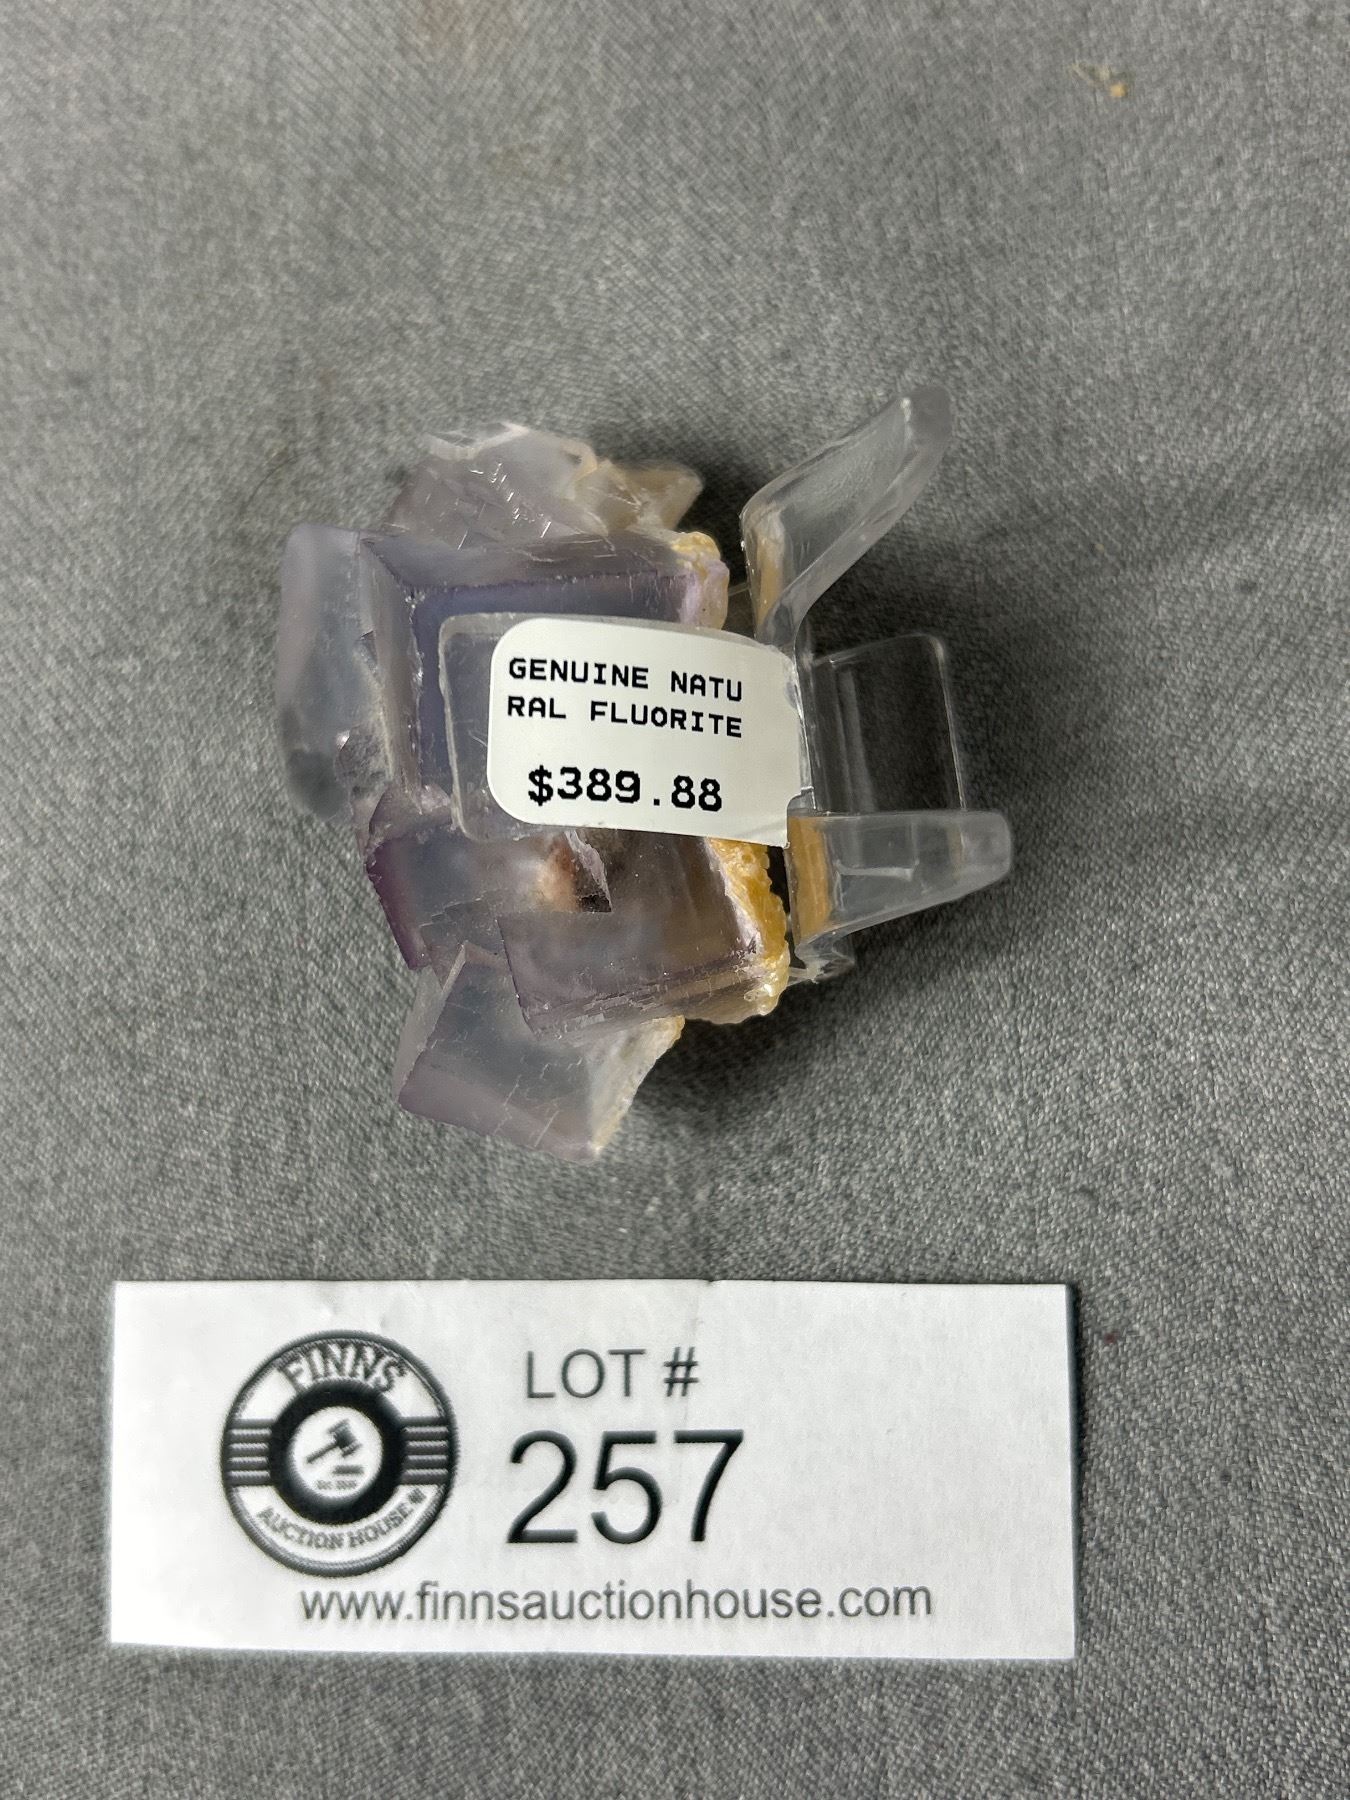 GENUINE NATU
RAL FLUORITE
$389.88
FINNS
AUCTION HOUSE
LOT #
257
www.finnsauctionhouse.com